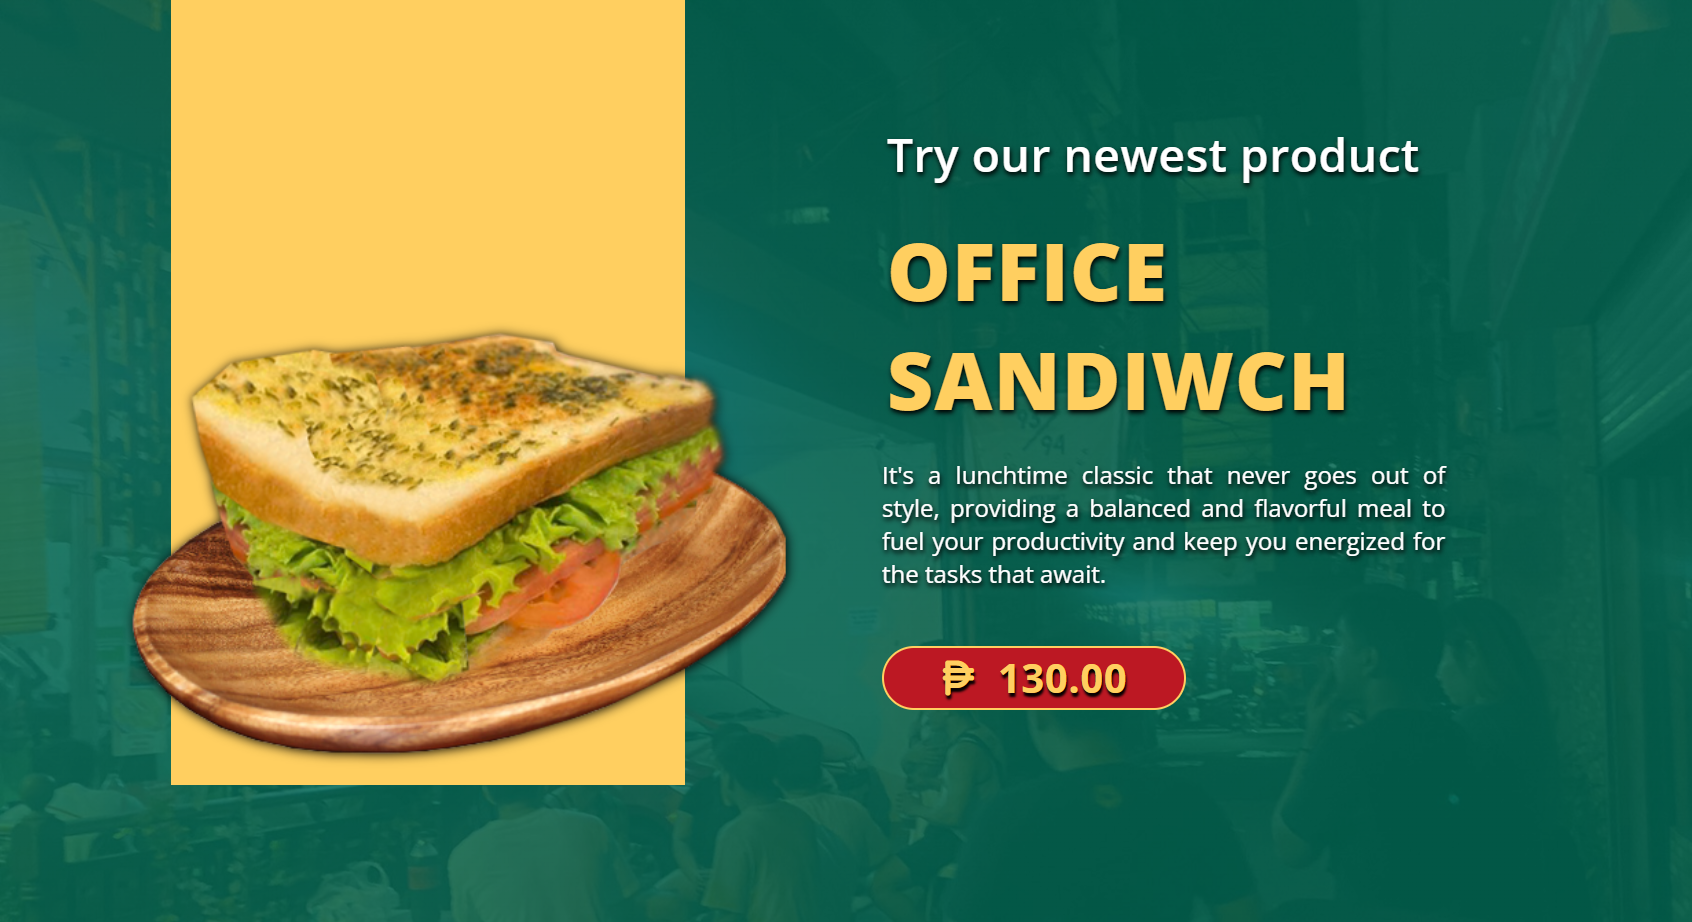 Try our newest product
OFFICE
SANDIWCH
It's a lunchtime classic that never goes out of
style, providing a balanced and flavorful meal to
fuel your productivity and keep you energized for
the tasks that await.
₱ 130.00